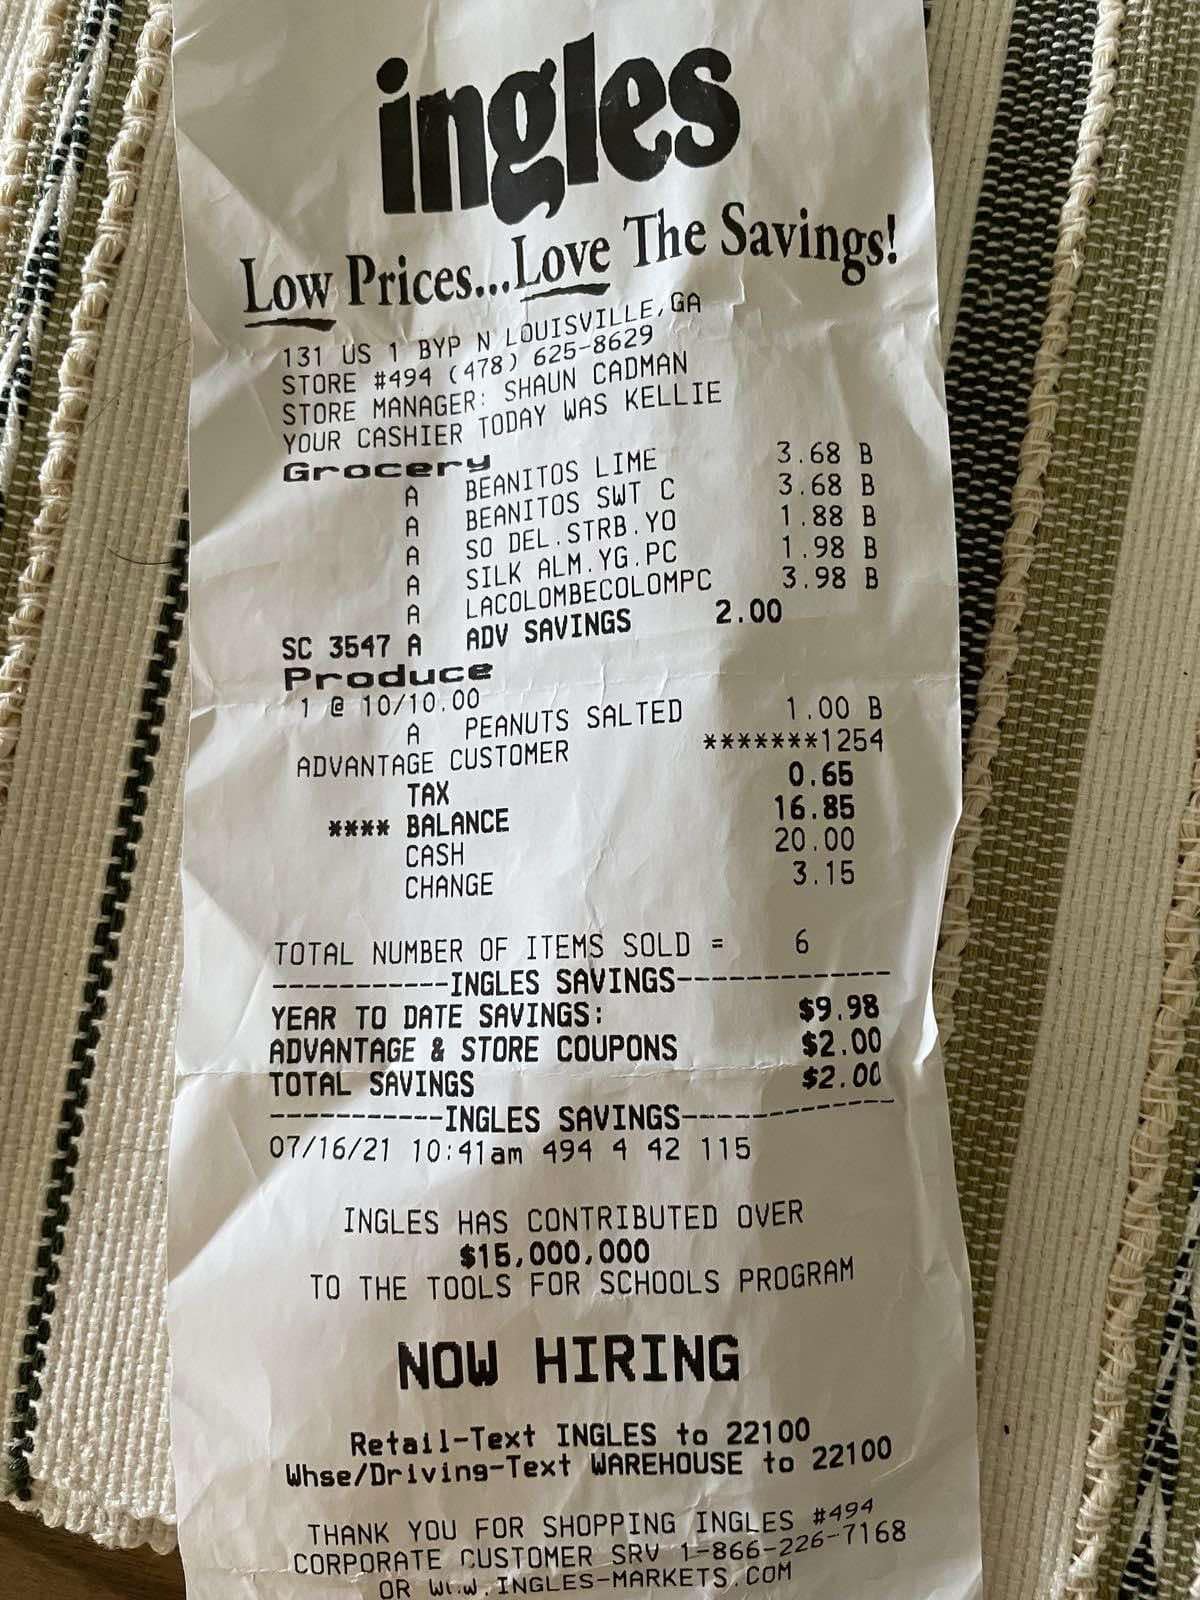 ingles
Low Prices...Love The Savings!
131 US 1 BYP N LOUISVILLE,GA
STORE #494 (478) 625-8629
STORE MANAGER: SHAUN CADMAN
YOUR CASHIER TODAY WAS KELLIE
Grocery
A BEANITOS LIME 3.68 B
A BEANITOS SWT C 3.68 B
A SO DEL.STRB.YO 1.88 B
A SILK ALM.YG.PC 1.98 B
A LACOLOMBECOLOMPC 3.98 B
SC 3547 A ADV SAVINGS 2.00
Produce
1 @ 10/10.00
A PEANUTS SALTED 1.00 B
ADVANTAGE CUSTOMER *******1254
TAX 0.65
**** BALANCE 16.85
CASH 20.00
CHANGE 3.15
TOTAL NUMBER OF ITEMS SOLD = 6
-----------INGLES SAVINGS-------------
YEAR TO DATE SAVINGS: $9.98
ADVANTAGE & STORE COUPONS $2.00
TOTAL SAVINGS $2.00
-----------INGLES SAVINGS-------------
07/16/21 10:41am 494 4 42 115
INGLES HAS CONTRIBUTED OVER
$15,000,000
TO THE TOOLS FOR SCHOOLS PROGRAM
NOW HIRING
Retail-Text INGLES to 22100
Whse/Driving-Text WAREHOUSE to 22100
THANK YOU FOR SHOPPING INGLES #494
CORPORATE CUSTOMER SRV 1-866-226-7168
OR www.INGLES-MARKETS.COM